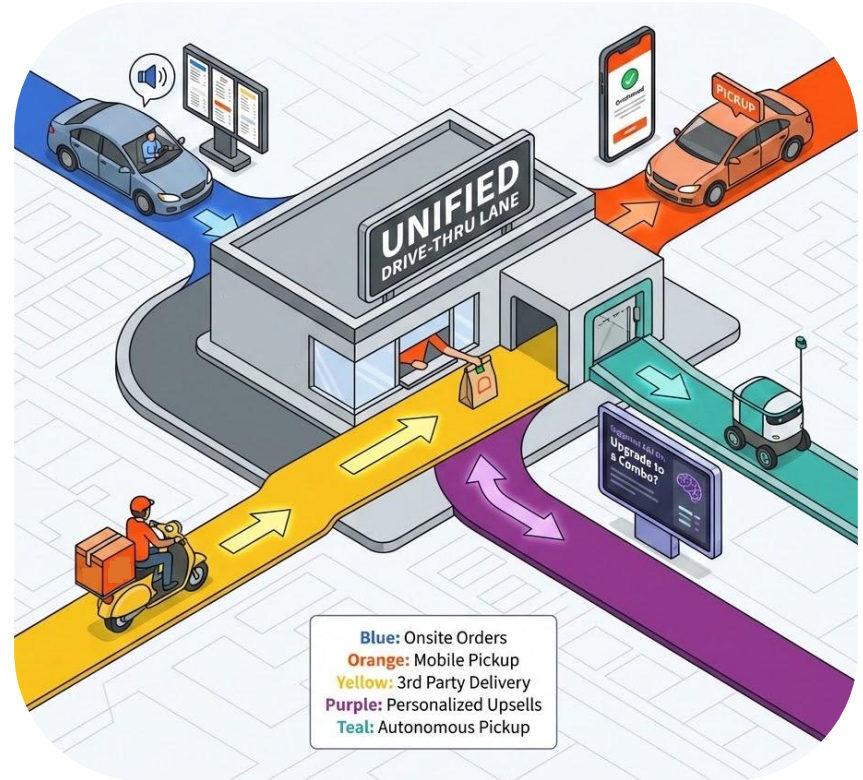 PICKUP
UNIFIED
DRIVE-THRU LANE
Upgrade to
a Combo?
Blue: Onsite Orders
Orange: Mobile Pickup
Yellow: 3rd Party Delivery
Purple: Personalized Upsells
Teal: Autonomous Pickup